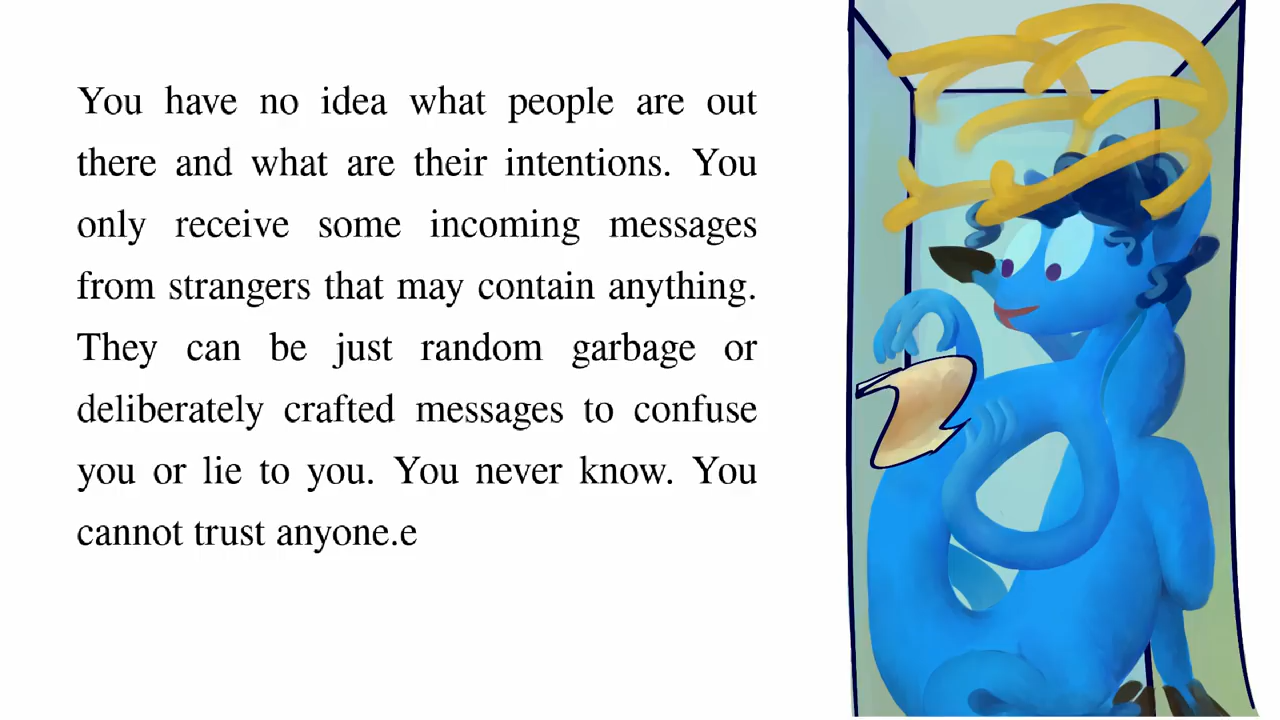 You have no idea what people are out
there and what are their intentions. You
only receive some incoming messages
from strangers that may contain anything.
They can be just random garbage or
deliberately crafted messages to confuse
you or lie to you. You never know. You
cannot trust anyone.e